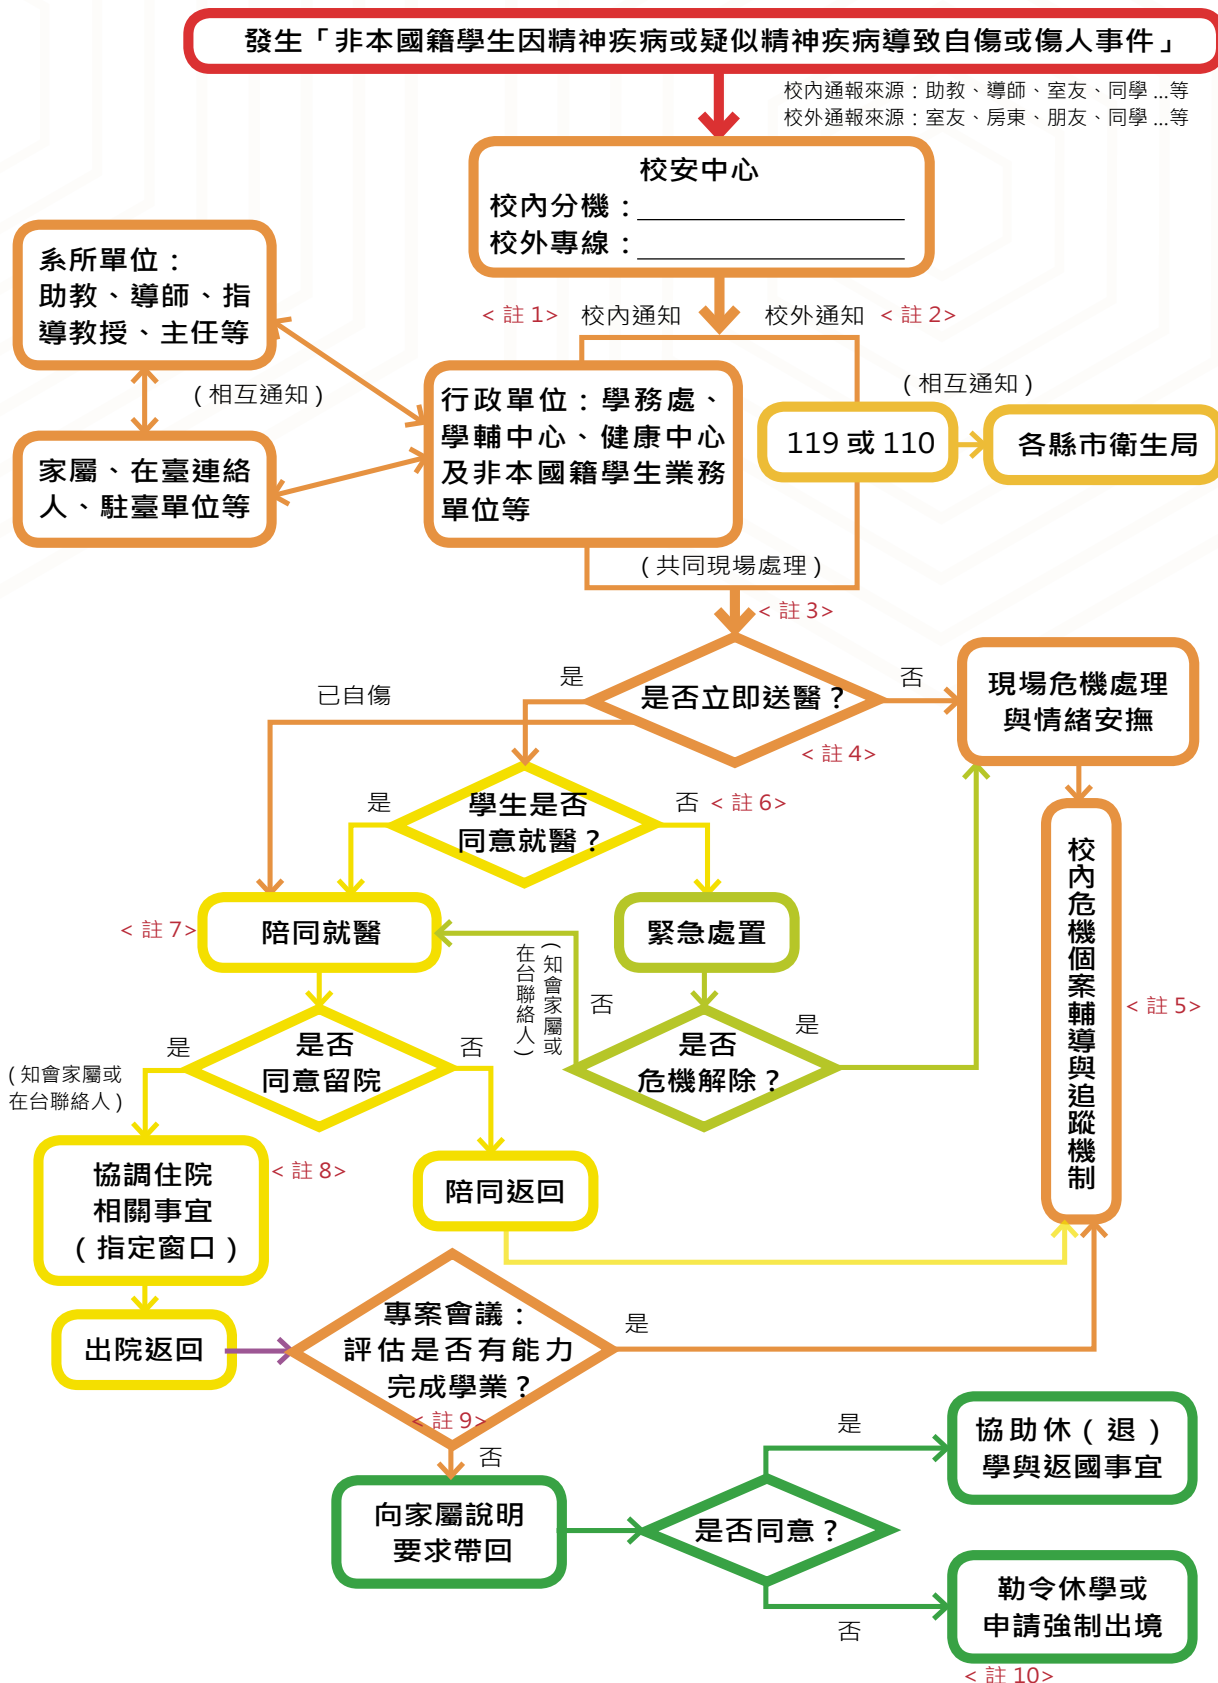 發生「非本國籍學生因精神疾病或疑似精神疾病導致自傷或傷人事件」
校內通報來源：助教、導師、室友、同學...等
校外通報來源：室友、房東、朋友、同學...等
校安中心
校內分機：
校外專線：
系所單位：
助教、導師、指
導教授、主任等
<註1> 校內通知
校外通知 <註2>
(相互通知)
(相互通知)
行政單位：學務處、
學輔中心、健康中心
及非本國籍學生業務
單位等
119或110
各縣市衛生局
家屬、在臺連絡
人、駐臺單位等
(共同現場處理)
<註3>
是
是否立即送醫？
否
現場危機處理
與情緒安撫
已自傷
<註4>
是
學生是否
同意就醫？
否 <註6>
校內危機個案輔導與追蹤機制
<註5>
<註7>
陪同就醫
緊急處置
(知會家屬或
在台聯絡人)
否
是
是
是否
同意留院
否
是否
危機解除？
(知會家屬或
在台聯絡人)
協調住院
相關事宜
(指定窗口)
<註8>
陪同返回
出院返回
專案會議：
評估是否有能力
完成學業？
<註9>
是
否
向家屬說明
要求帶回
是否同意？
是
協助休(退)
學與返國事宜
否
勒令休學或
申請強制出境
<註10>